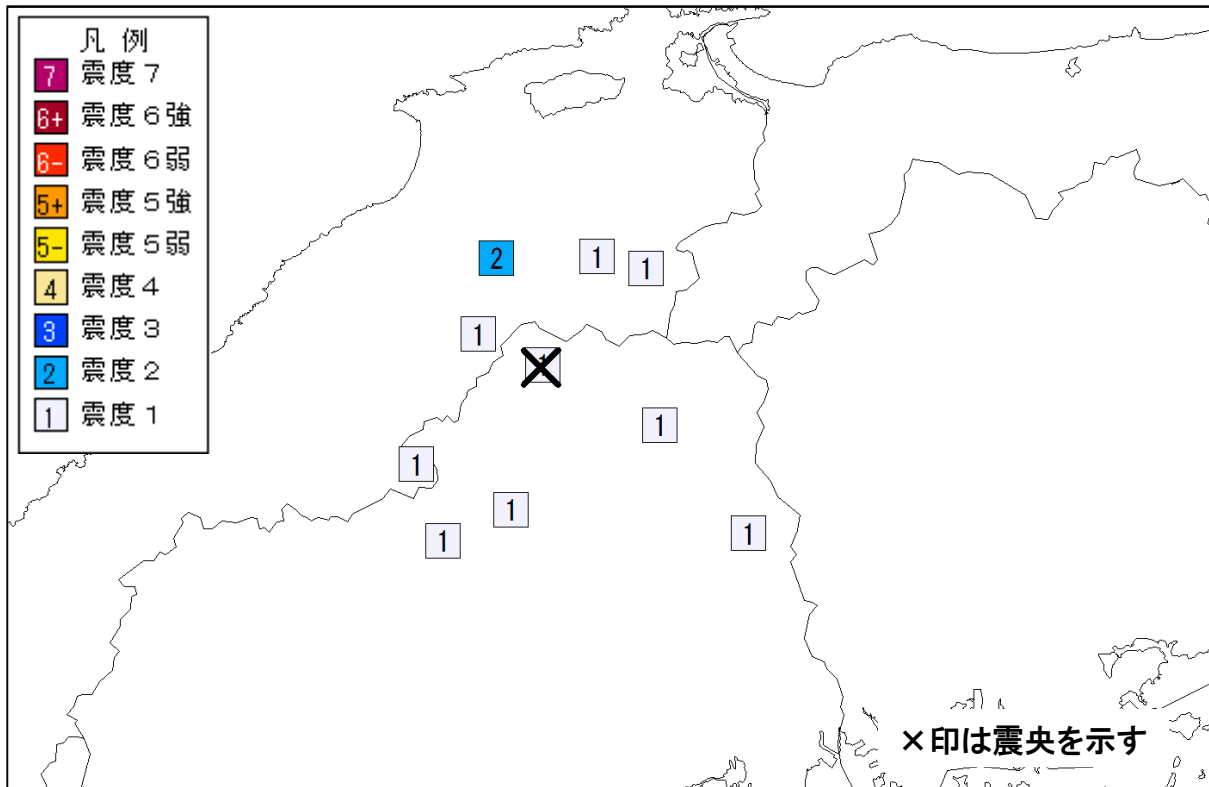 凡 例
7 震度７
6+ 震度６強
6- 震度６弱
5+ 震度５強
5- 震度５弱
4 震度４
3 震度３
2 震度２
1 震度１
2
1
1
1
1
1
1
1
1
1
×印は震央を示す